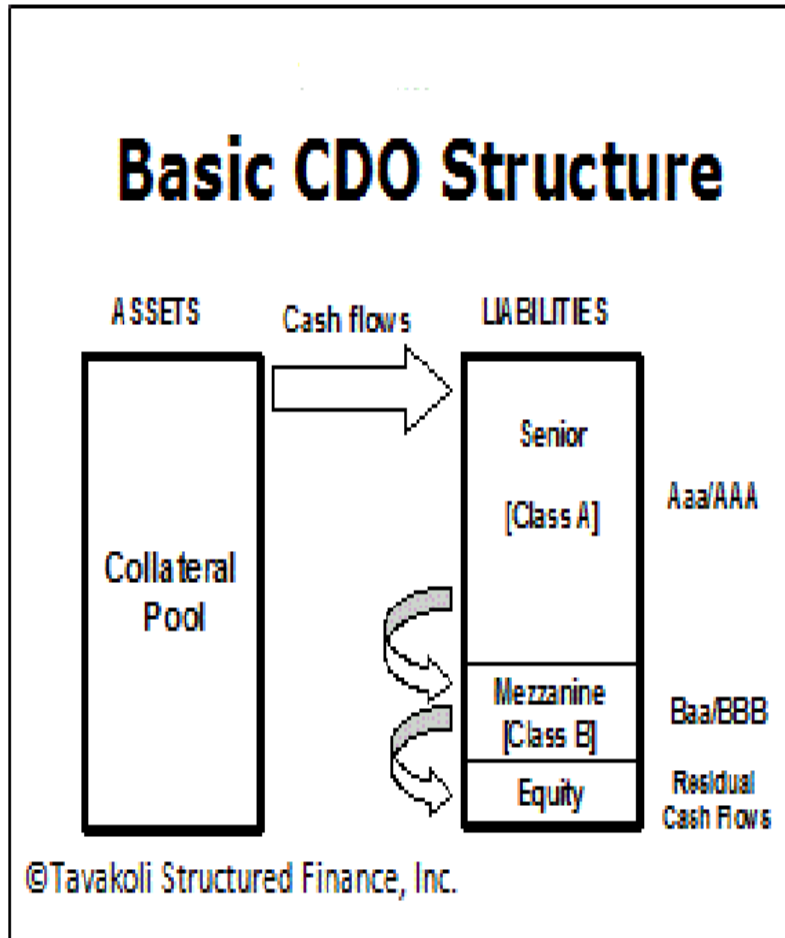 Basic CDO Structure
ASSETS
Cash flows
LIABILITIES
Collateral
Pool
Senior
[Class A]
Aaa/AAA
Mezzanine
[Class B]
Baa/BBB
Equity
Residual
Cash Flows
©Tavakoli Structured Finance, Inc.